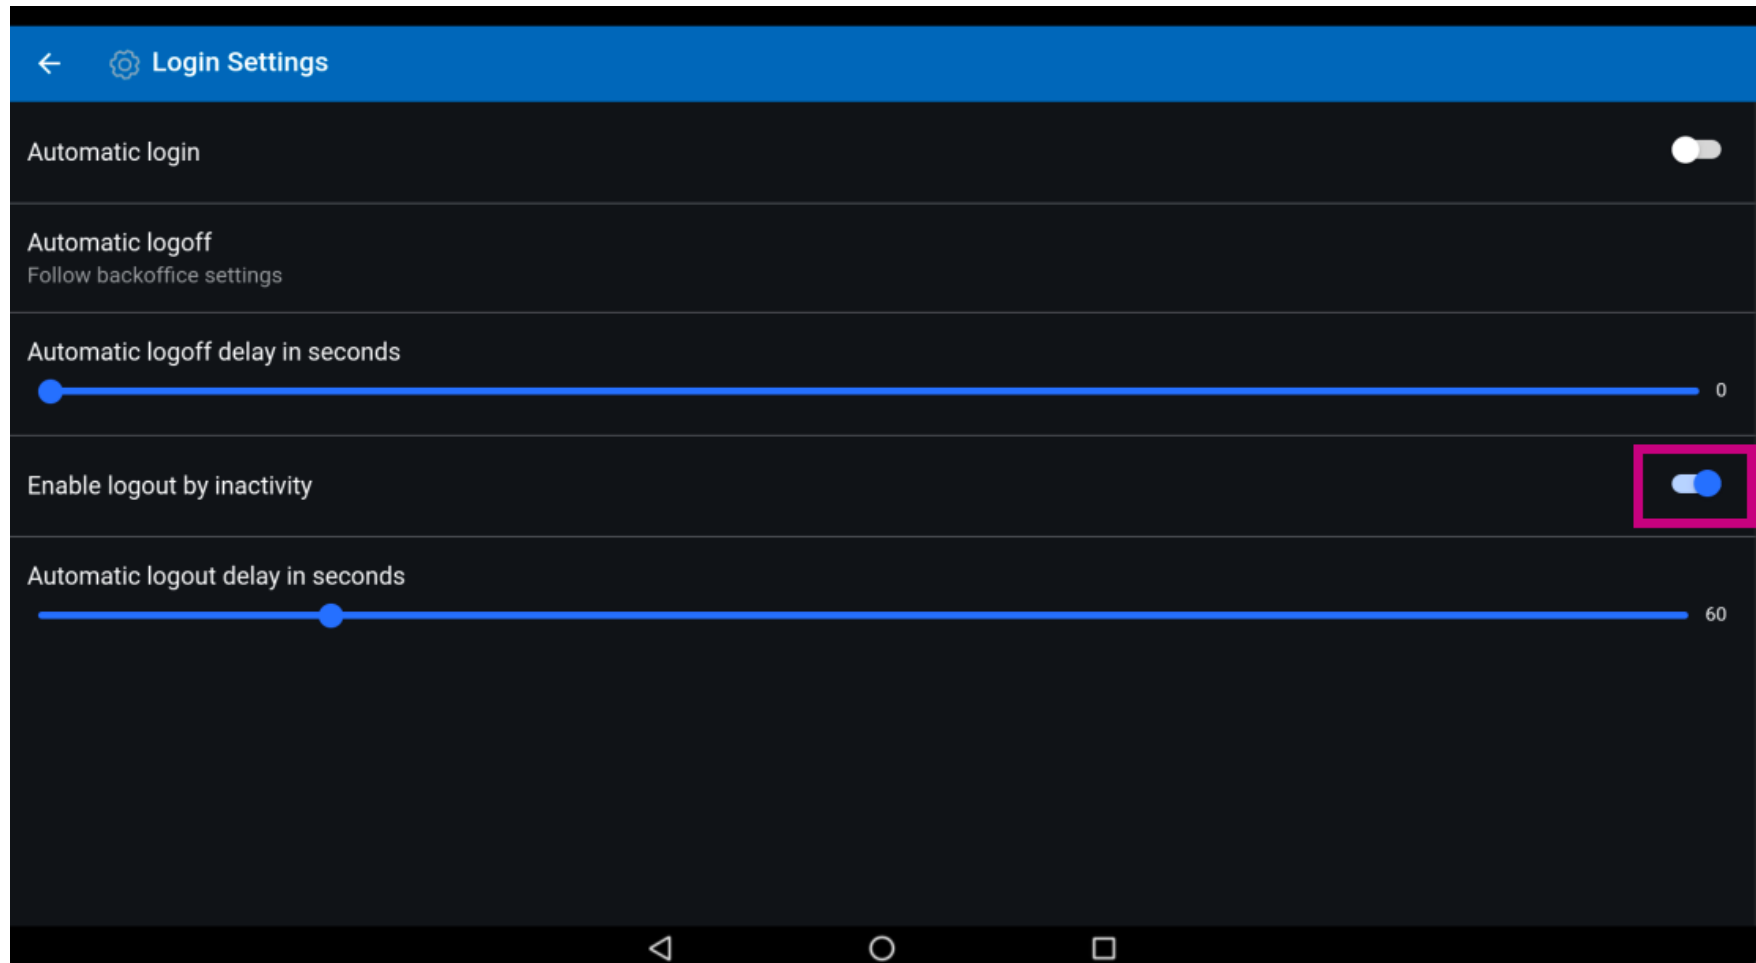 Login Settings
Automatic login
Automatic logoff
Follow backoffice settings
Automatic logoff delay in seconds
0
Enable logout by inactivity
Automatic logout delay in seconds
60